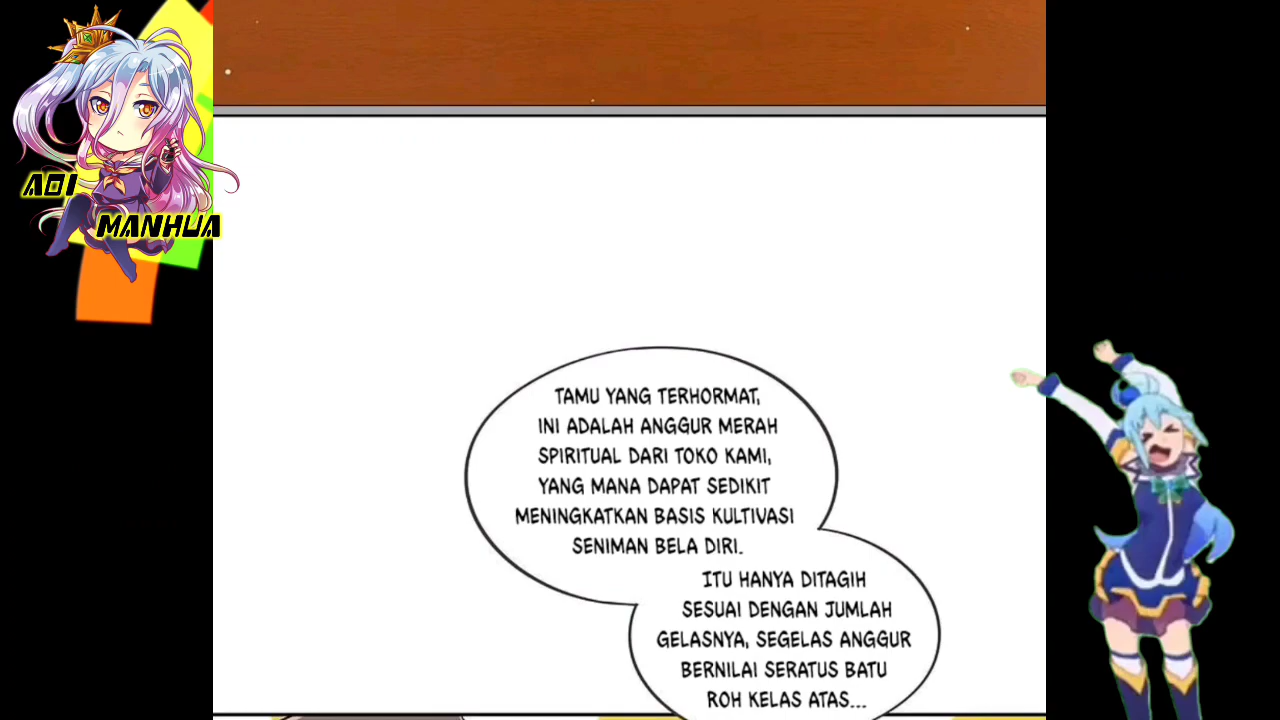 AOI
MANHUA
TAMU YANG TERHORMAT,
INI ADALAH ANGGUR MERAH
SPIRITUAL DARI TOKO KAMI,
YANG MANA DAPAT SEDIKIT
MENINGKATKAN BASIS KULTIVASI
SENIMAN BELA DIRI.
ITU HANYA DITAGIH
SESUAI DENGAN JUMLAH
GELASNYA, SEGELAS ANGGUR
BERNILAI SERATUS BATU
ROH KELAS ATAS...